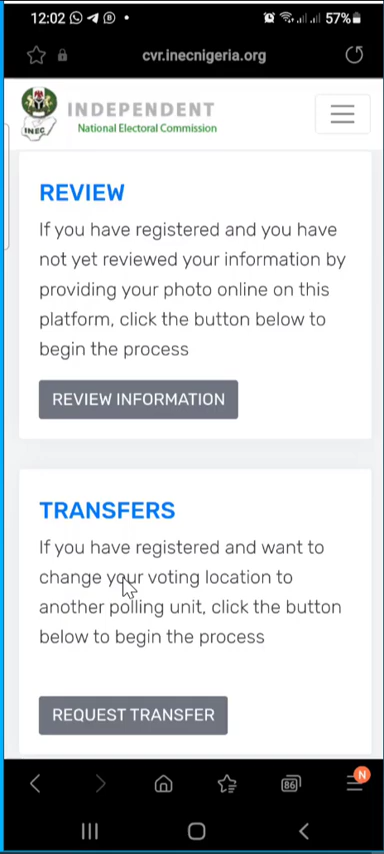 12:02
57%
cvr.inecnigeria.org
INEC
INDEPENDENT
National Electoral Commission
REVIEW
If you have registered and you have
not yet reviewed your information by
providing your photo online on this
platform, click the button below to
begin the process
REVIEW INFORMATION
TRANSFERS
If you have registered and want to
change your voting location to
another polling unit, click the button
below to begin the process
REQUEST TRANSFER
86
N